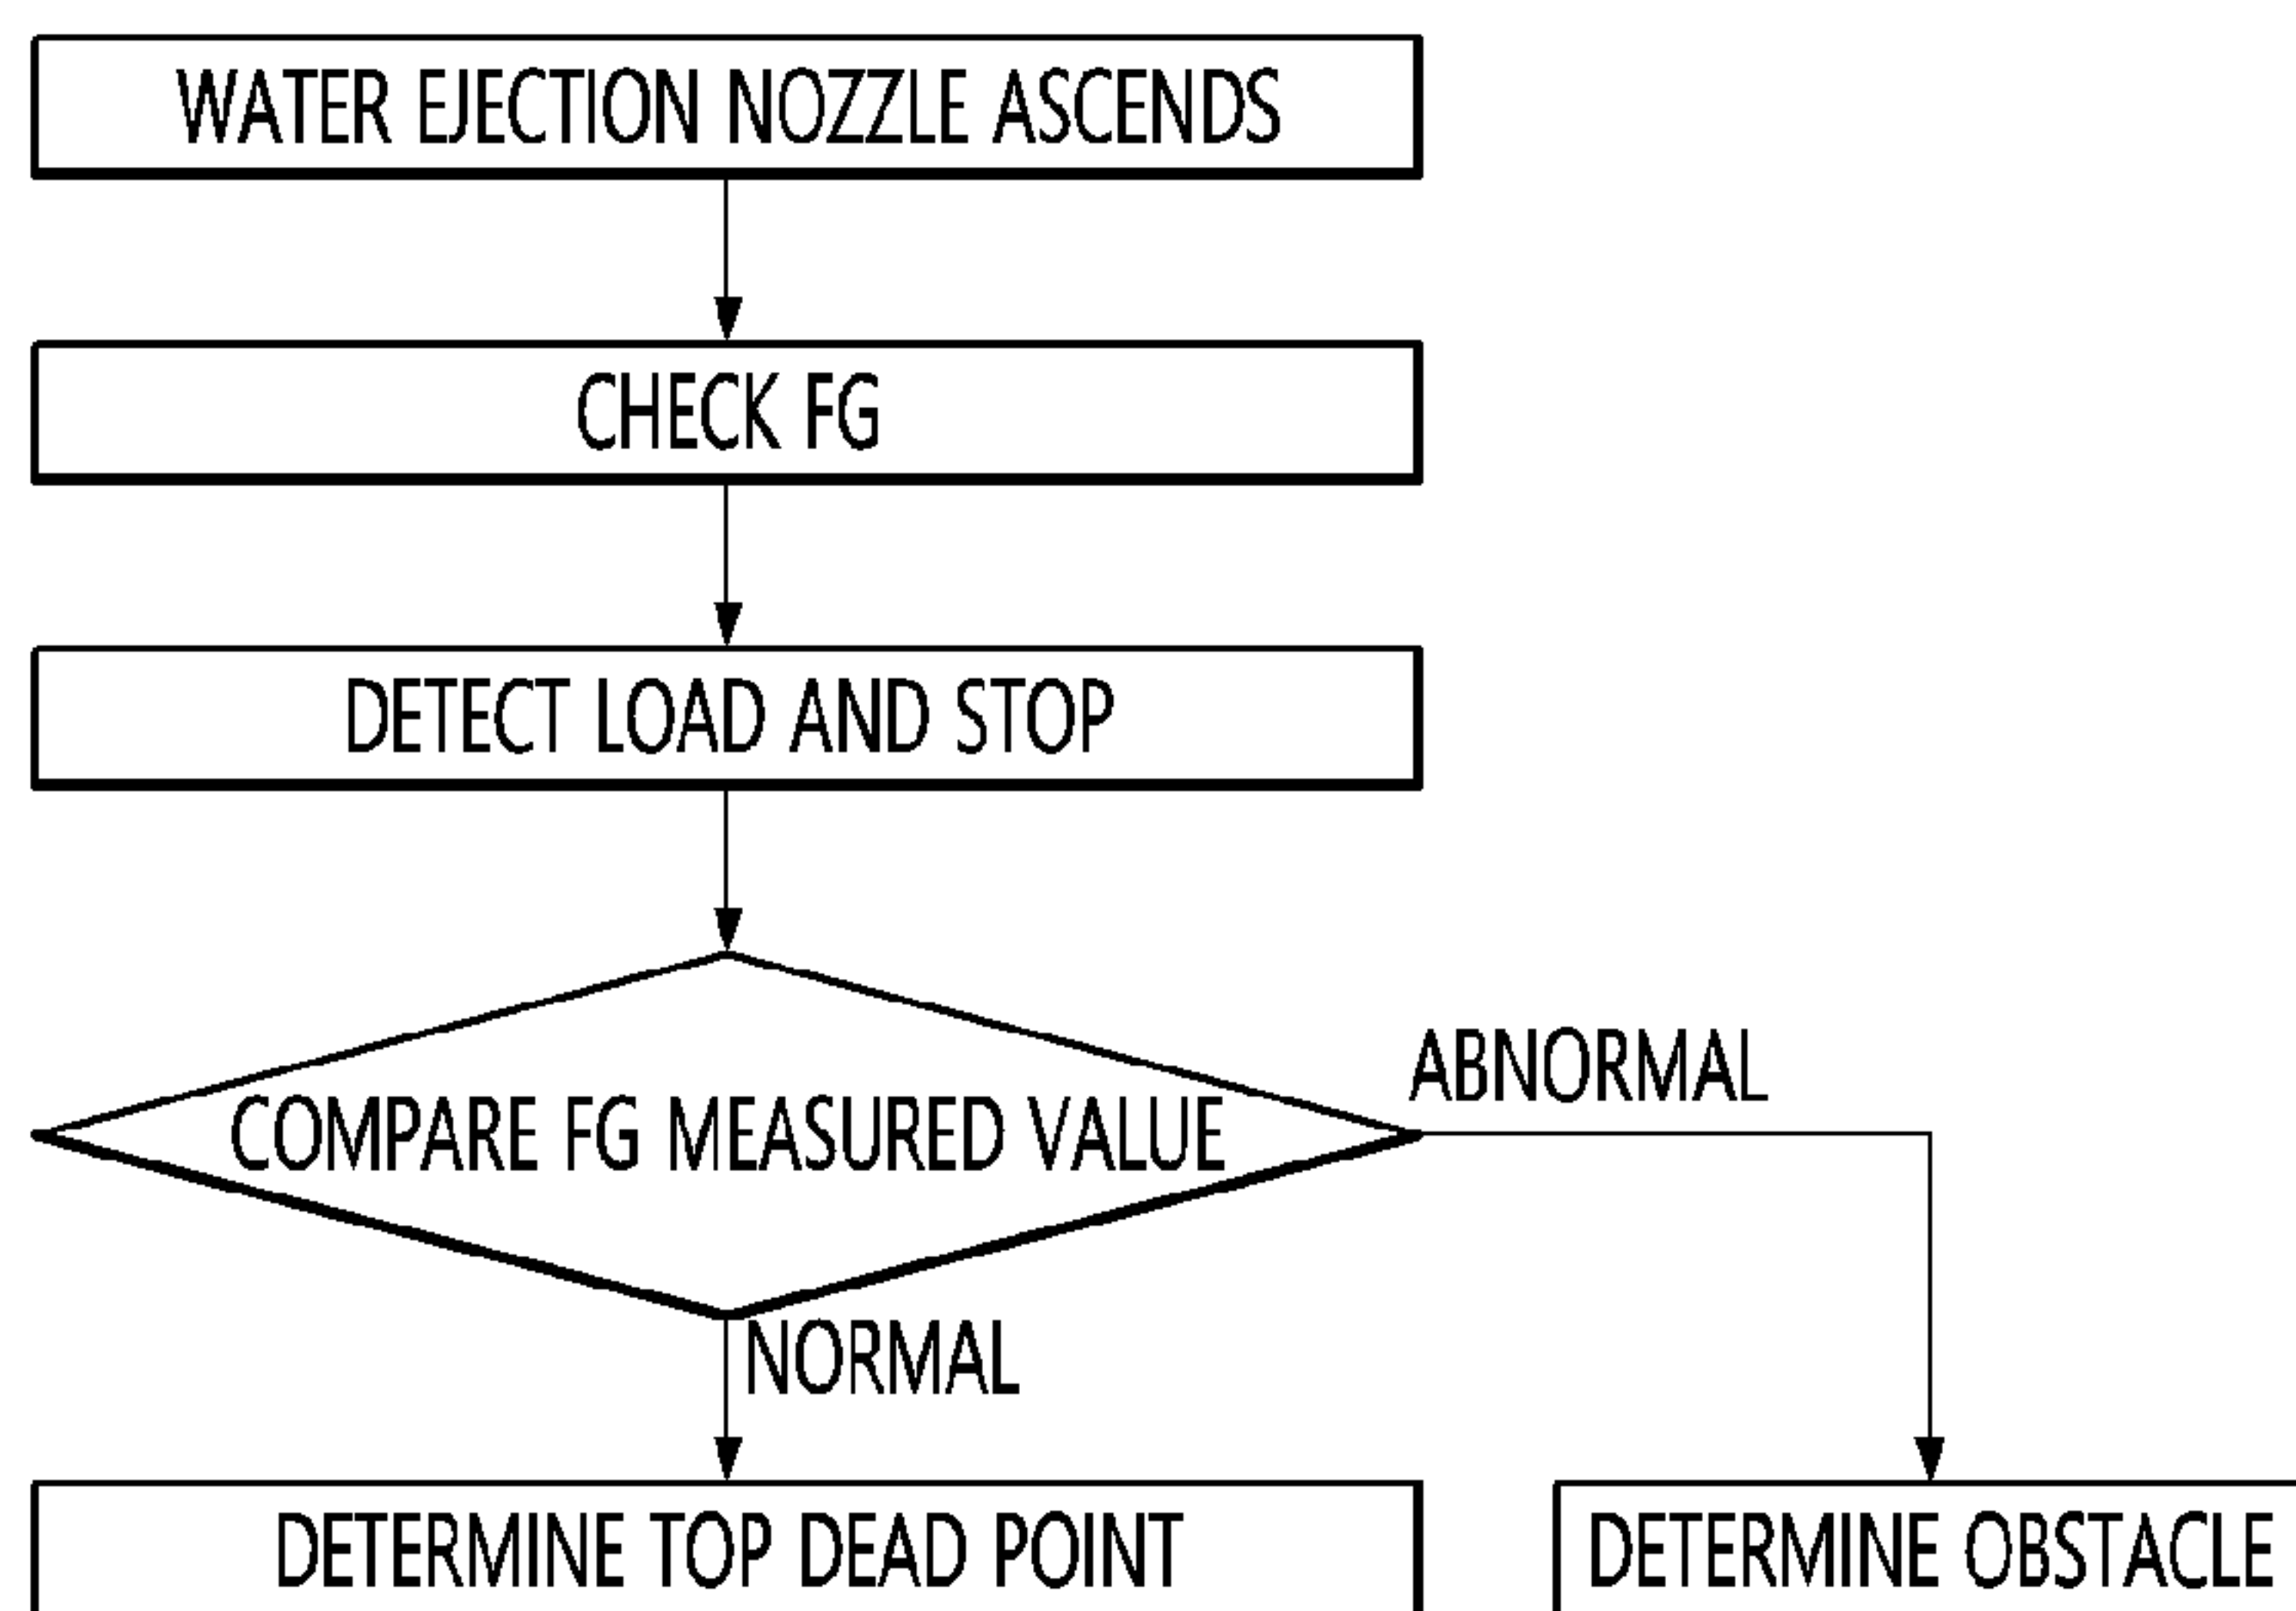 WATER EJECTION NOZZLE ASCENDS
CHECK FG
DETECT LOAD AND STOP
ABNORMAL
COMPARE FG MEASURED VALUE
NORMAL
DETERMINE TOP DEAD POINT
DETERMINE OBSTACLE